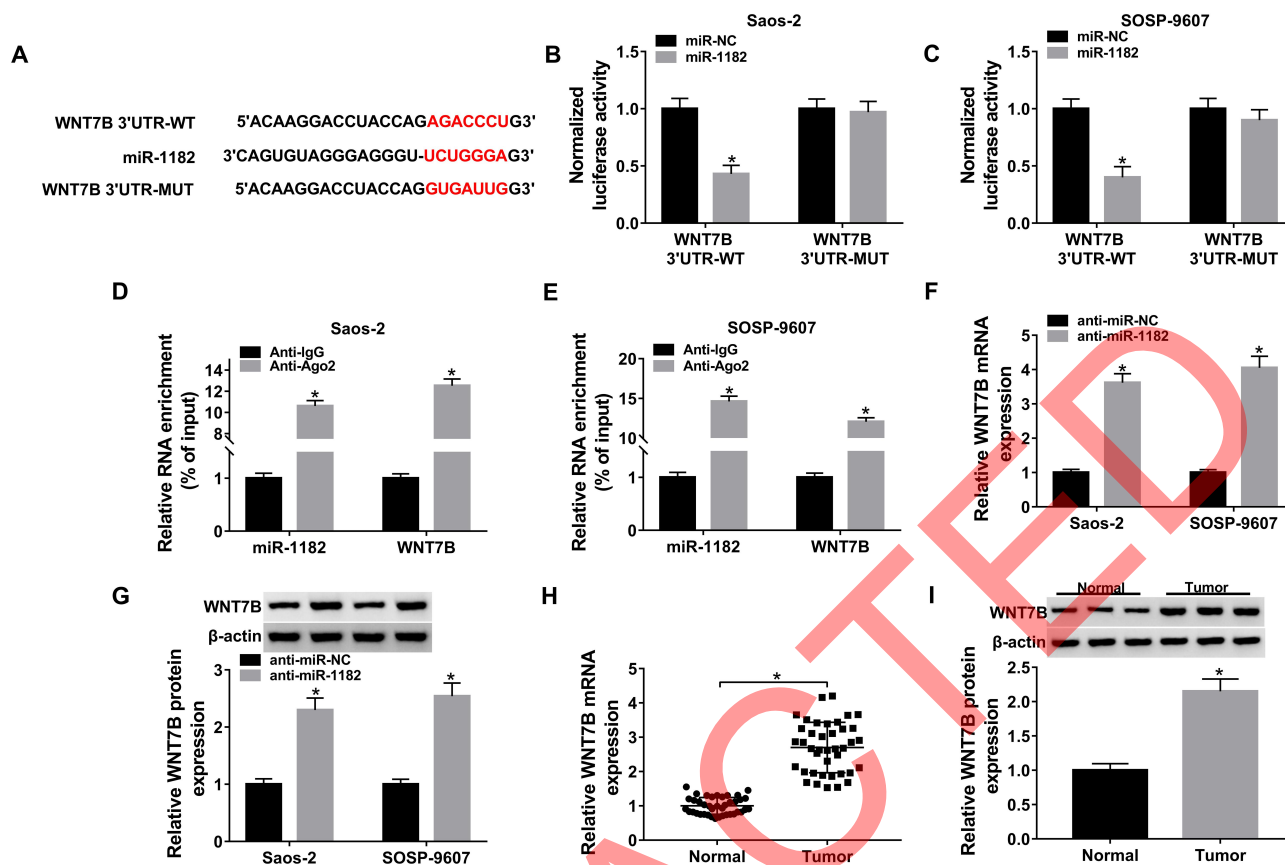 A
WNT7B 3'UTR-WT 5'ACAAGGACCUACCAGAGACCCUG3'
miR-1182 3'CAGUGUAGGGAGGGU-UCUGGGAG3'
WNT7B 3'UTR-MUT 5'ACAAGGACCUACCAGGUGAUUGG3'
B
Saos-2
miR-NC
miR-1182
Normalized
luciferase activity
1.5
1.0
0.5
0.0
*
WNT7B
3'UTR-WT
WNT7B
3'UTR-MUT
C
SOSP-9607
miR-NC
miR-1182
Normalized
luciferase activity
1.5
1.0
0.5
0.0
*
WNT7B
3'UTR-WT
WNT7B
3'UTR-MUT
D
Saos-2
Anti-IgG
Anti-Ago2
Relative RNA enrichment
(% of input)
14
12
10
8
1
0
*
*
miR-1182
WNT7B
E
SOSP-9607
Anti-IgG
Anti-Ago2
Relative RNA enrichment
(% of input)
20
15
10
1
0
*
*
miR-1182
WNT7B
F
anti-miR-NC
anti-miR-1182
Relative WNT7B mRNA
expression
5
4
3
2
1
0
*
*
Saos-2
SOSP-9607
G
WNT7B
β-actin
anti-miR-NC
anti-miR-1182
Relative WNT7B protein
expression
3
2
1
0
*
*
Saos-2
SOSP-9607
H
Relative WNT7B mRNA
expression
5
4
3
2
1
0
*
Normal
Tumor
I
Normal
Tumor
WNT7B
β-actin
Relative WNT7B protein
expression
2.5
2.0
1.5
1.0
0.5
0.0
*
Normal
Tumor
ACTED